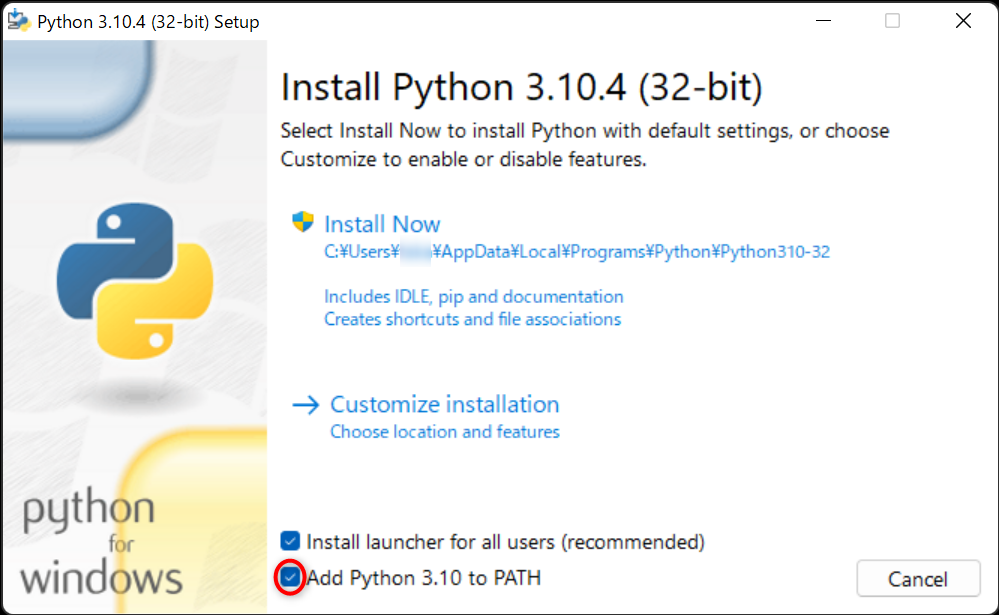 Python 3.10.4 (32-bit) Setup
Install Python 3.10.4 (32-bit)
Select Install Now to install Python with default settings, or choose
Customize to enable or disable features.
Install Now
C:¥Users¥ ¥AppData¥Local¥Programs¥Python¥Python310-32
Includes IDLE, pip and documentation
Creates shortcuts and file associations
Customize installation
Choose location and features
python
for
windows
Install launcher for all users (recommended)
Add Python 3.10 to PATH
Cancel